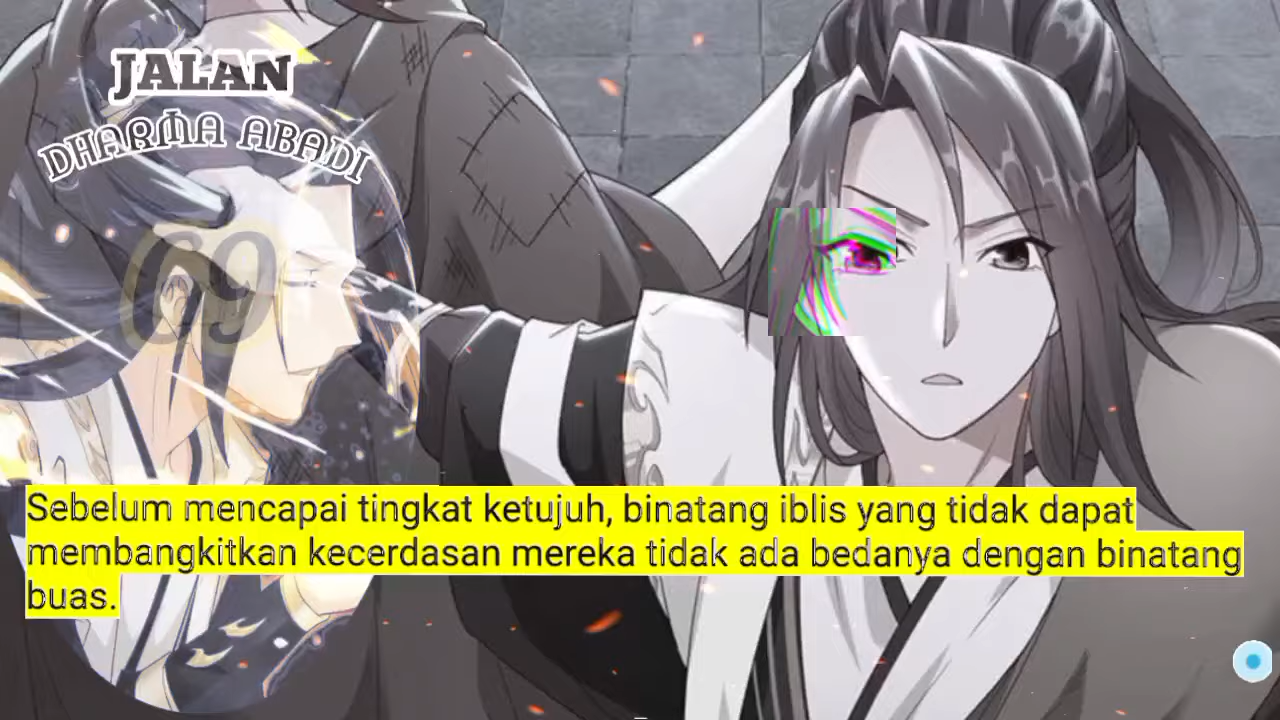 JALAN
DHARMA ABADI
69
Sebelum mencapai tingkat ketujuh, binatang iblis yang tidak dapat
membangkitkan kecerdasan mereka tidak ada bedanya dengan binatang
buas.